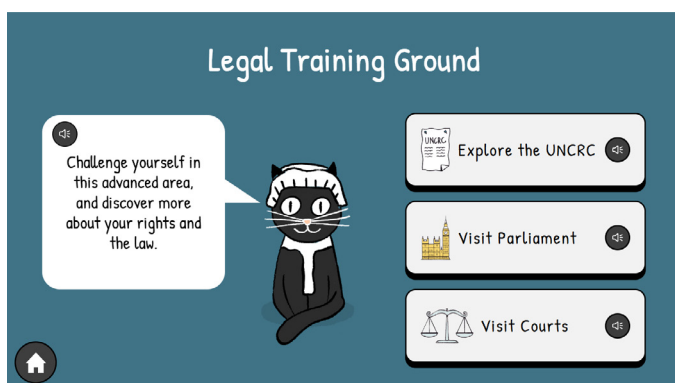 Legal Training Ground
Challenge yourself in
this advanced area,
and discover more
about your rights and
the law.
UNCRC
Explore the UNCRC
Visit Parliament
Visit Courts